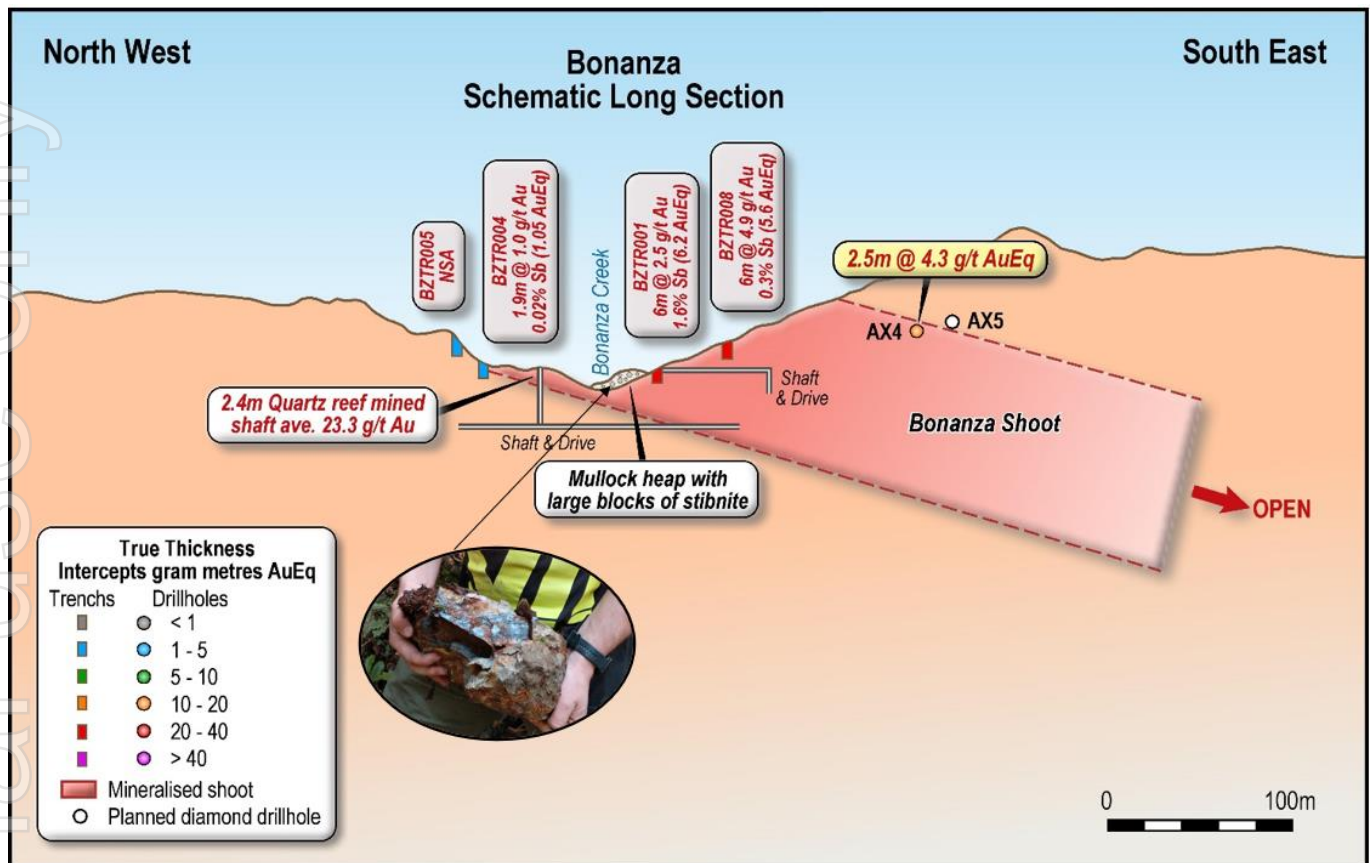 North West
Bonanza
Schematic Long Section
South East
BZTR005
NSA
BZTR004
1.9m @ 1.0 g/t Au
0.02% Sb (1.05 AuEq)
Bonanza Creek
BZTR001
6m @ 2.5 g/t Au
1.6% Sb (6.2 AuEq)
BZTR008
6m @ 4.9 g/t Au
0.3% Sb (5.6 AuEq)
2.5m @ 4.3 g/t AuEq
AX4
AX5
Shaft
& Drive
2.4m Quartz reef mined
shaft ave. 23.3 g/t Au
Shaft & Drive
Bonanza Shoot
Mullock heap with
large blocks of stibnite
OPEN
True Thickness
Intercepts gram metres AuEq
Trenchs Drillholes
< 1
1 - 5
5 - 10
10 - 20
20 - 40
> 40
Mineralised shoot
Planned diamond drillhole
0 100m